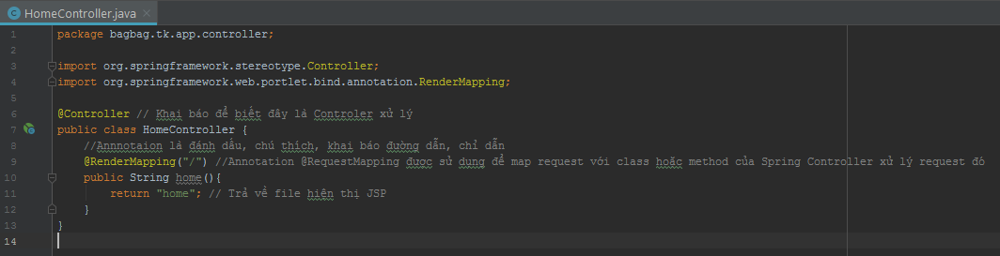 HomeController.java
1 package bagbag.tk.app.controller;
2
3 import org.springframework.stereotype.Controller;
4 import org.springframework.web.portlet.bind.annotation.RenderMapping;
5
6 @Controller // Khai báo để biết đây là Controler xử lý
7 public class HomeController {
8 //Annnotaion là đánh dấu, chú thích, khai báo đường dẫn, chỉ dẫn
9 @RenderMapping("/") //Annotation @RequestMapping được sử dụng để map request với class hoặc method của Spring Controller xử lý request đó
10 public String home(){
11 return "home"; // Trả về file hiện thị JSP
12 }
13 }
14